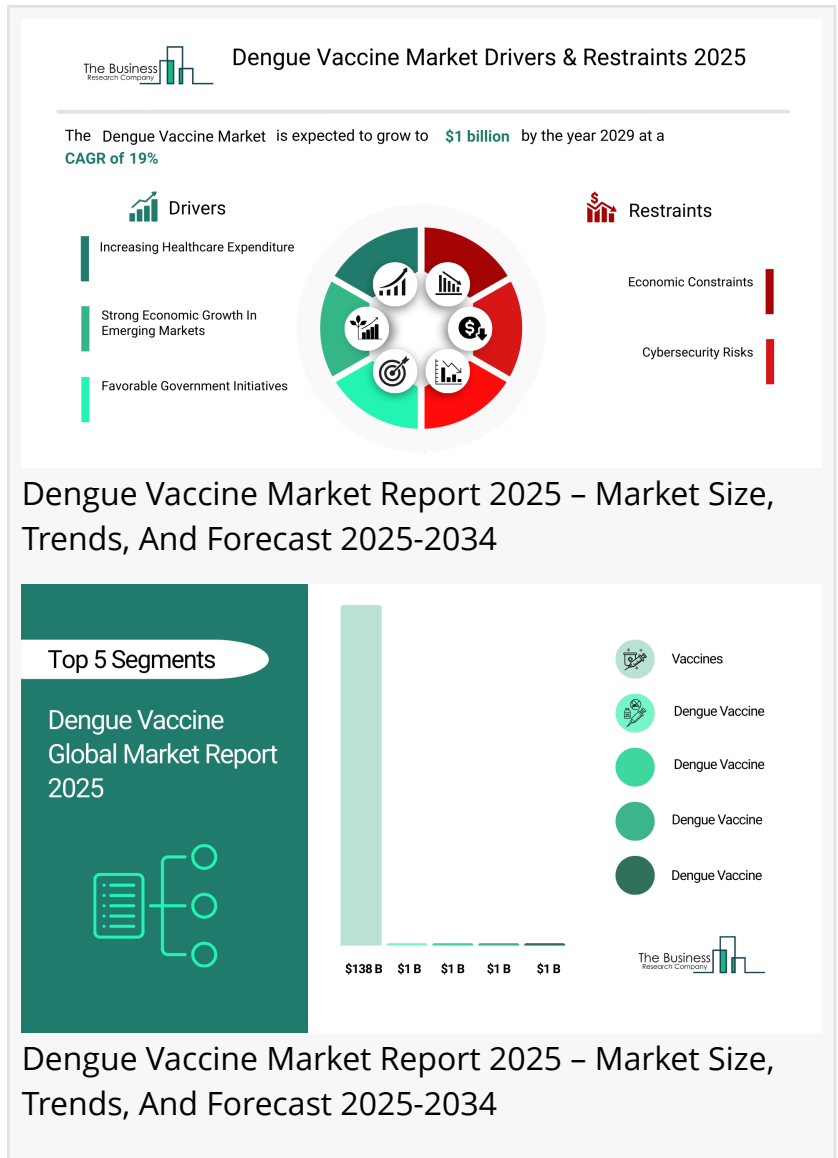 The Business
Research Company
Dengue Vaccine Market Drivers & Restraints 2025
The Dengue Vaccine Market is expected to grow to $1 billion by the year 2029 at a
CAGR of 19%
Drivers
Increasing Healthcare Expenditure
Strong Economic Growth In
Emerging Markets
Favorable Government Initiatives
Restraints
Economic Constraints
Cybersecurity Risks
Dengue Vaccine Market Report 2025 – Market Size,
Trends, And Forecast 2025-2034
Top 5 Segments
Dengue Vaccine
Global Market Report
2025
$138 B $1 B $1 B $1 B $1 B
Vaccines
Dengue Vaccine
Dengue Vaccine
Dengue Vaccine
Dengue Vaccine
The Business
Research Company
Dengue Vaccine Market Report 2025 – Market Size,
Trends, And Forecast 2025-2034